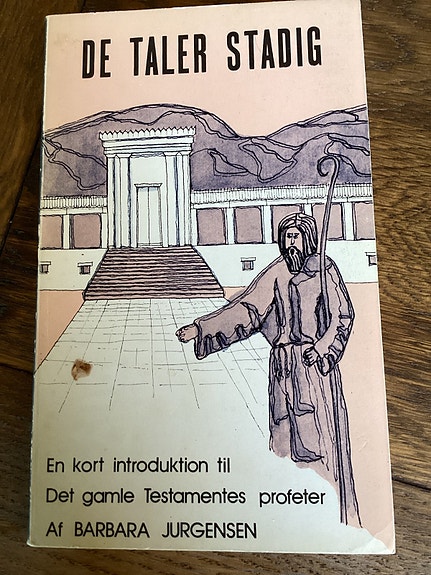 DE TALER STADIG
En kort introduktion til
Det gamle Testamentes profeter
Af BARBARA JURGENSEN